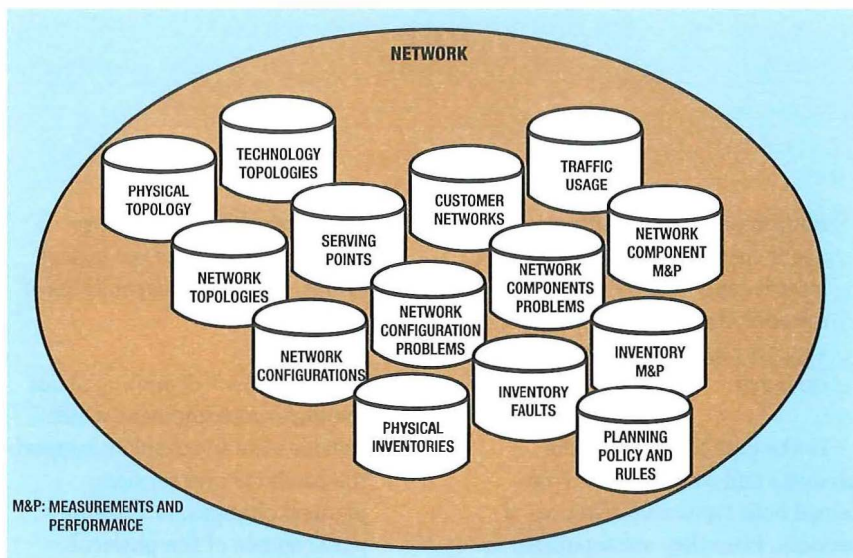 NETWORK
TECHNOLOGY
TOPOLOGIES
TRAFFIC
USAGE
PHYSICAL
TOPOLOGY
CUSTOMER
NETWORKS
SERVING
POINTS
NETWORK
COMPONENT
M&P
NETWORK
TOPOLOGIES
NETWORK
COMPONENTS
PROBLEMS
NETWORK
CONFIGURATION
PROBLEMS
NETWORK
CONFIGURATIONS
INVENTORY
M&P
INVENTORY
FAULTS
PHYSICAL
INVENTORIES
PLANNING
POLICY AND
RULES
M&P: MEASUREMENTS AND
PERFORMANCE